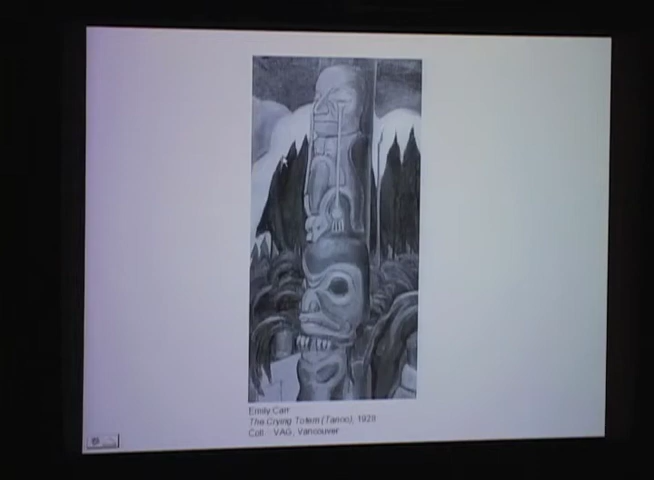 Emily Carr
The Crying Totem (Tanoo), 1928
Coll. VAG, Vancouver